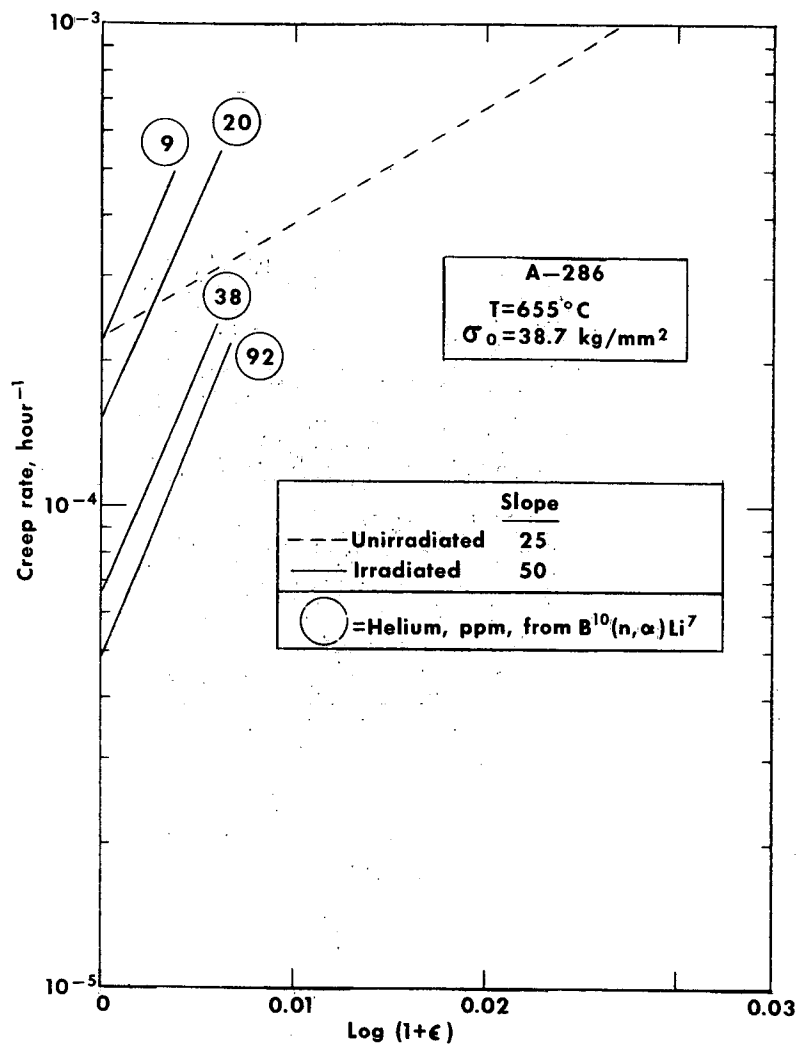 10⁻³
9
20
38
92
A—286
T=655°C
σ₀=38.7 kg/mm²
Creep rate, hour⁻¹
10⁻⁴
Slope
Unirradiated 25
Irradiated 50
=Helium, ppm, from B¹⁰(n,α)Li⁷
10⁻⁵
0 0.01 0.02 0.03
Log (1+ϵ)